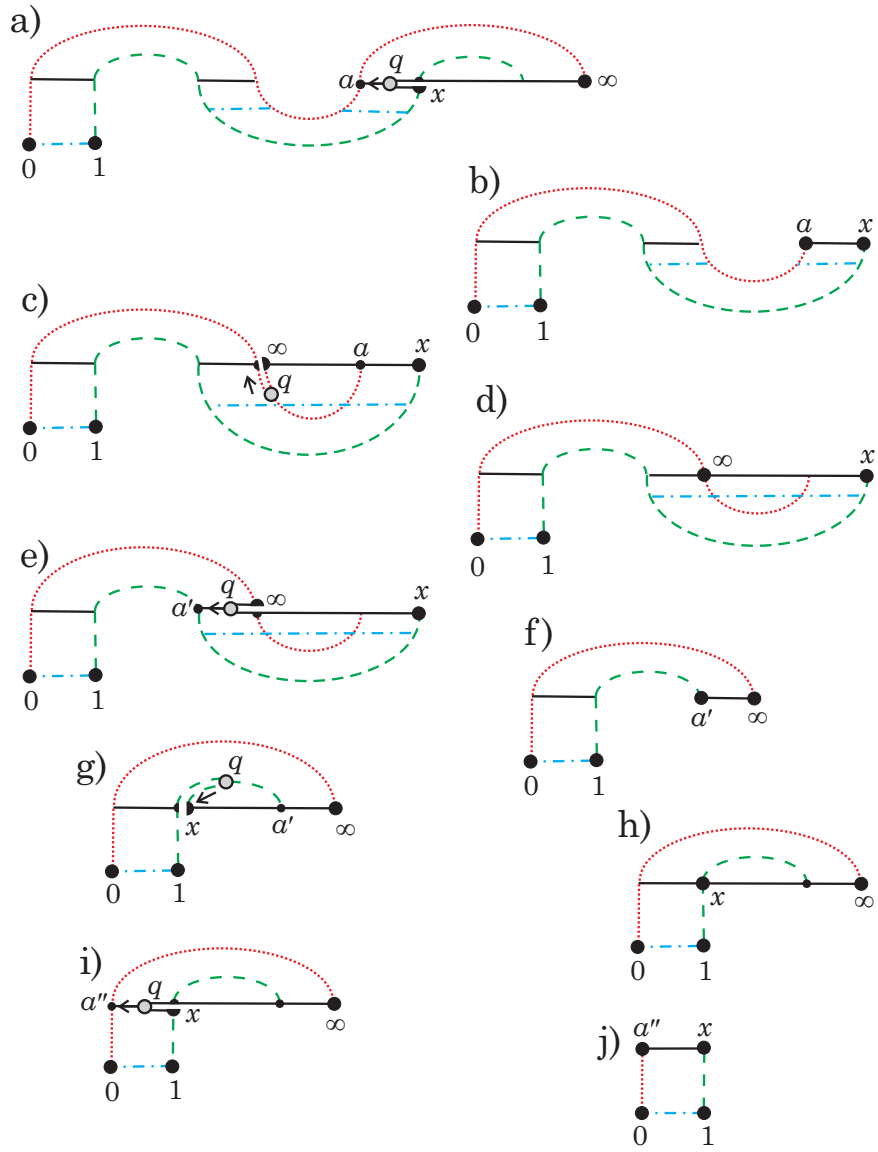 a)
a q x ∞
0 1
b)
a x
0 1
c)
∞ a x
q
0 1
d)
∞ x
0 1
e)
a′ q ∞ x
0 1
f)
a′ ∞
0 1
g)
q
x a′ ∞
0 1
h)
x ∞
0 1
i)
a″ q x ∞
0 1
j)
a″ x
0 1